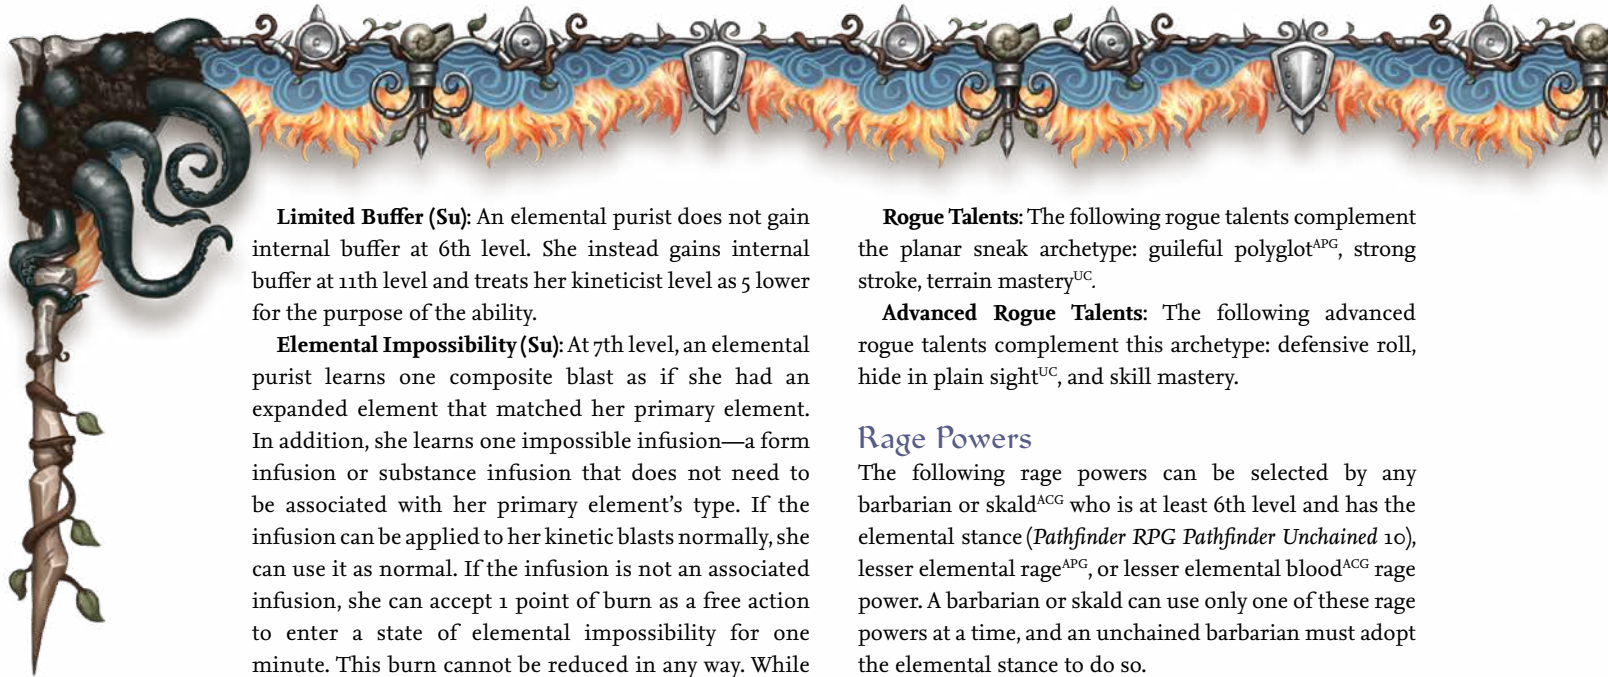 Limited Buffer (Su): An elemental purist does not gain
internal buffer at 6th level. She instead gains internal
buffer at 11th level and treats her kineticist level as 5 lower
for the purpose of the ability.
Elemental Impossibility (Su): At 7th level, an elemental
purist learns one composite blast as if she had an
expanded element that matched her primary element.
In addition, she learns one impossible infusion—a form
infusion or substance infusion that does not need to
be associated with her primary element's type. If the
infusion can be applied to her kinetic blasts normally, she
can use it as normal. If the infusion is not an associated
infusion, she can accept 1 point of burn as a free action
to enter a state of elemental impossibility for one
minute. This burn cannot be reduced in any way. While
Rogue Talents: The following rogue talents complement
the planar sneak archetype: guileful polyglotAPG, strong
stroke, terrain masteryUC.
Advanced Rogue Talents: The following advanced
rogue talents complement this archetype: defensive roll,
hide in plain sightUC, and skill mastery.
Rage Powers
The following rage powers can be selected by any
barbarian or skaldACG who is at least 6th level and has the
elemental stance (Pathfinder RPG Pathfinder Unchained 10),
lesser elemental rageAPG, or lesser elemental bloodACG rage
power. A barbarian or skald can use only one of these rage
powers at a time, and an unchained barbarian must adopt
the elemental stance to do so.